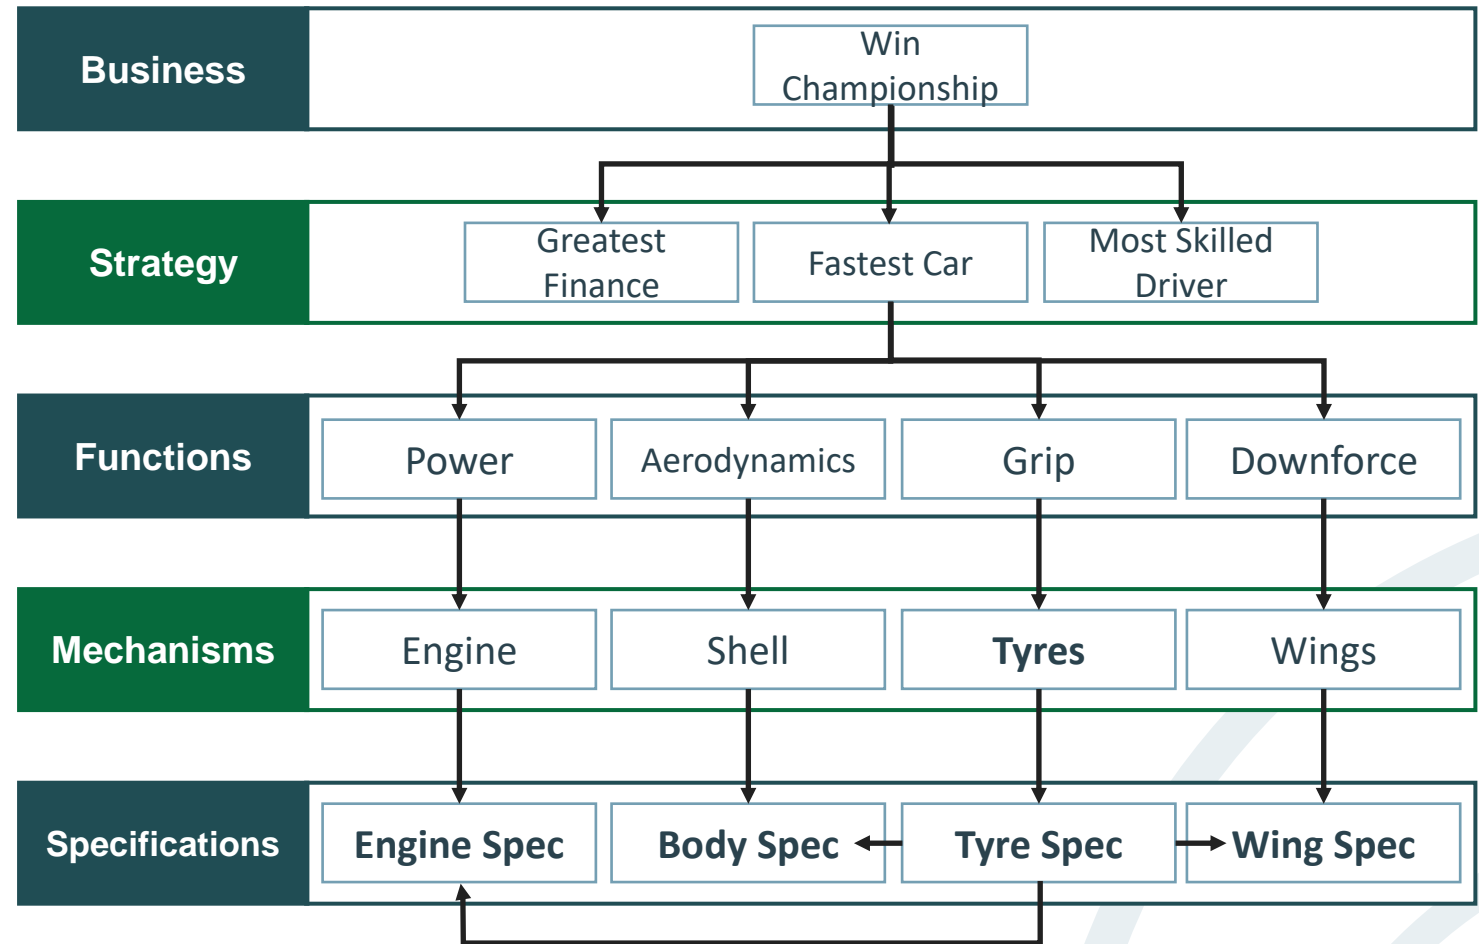 Business
Win
Championship
Strategy
Greatest
Finance
Fastest Car
Most Skilled
Driver
Functions
Power
Aerodynamics
Grip
Downforce
Mechanisms
Engine
Shell
Tyres
Wings
Specifications
Engine Spec
Body Spec
Tyre Spec
Wing Spec